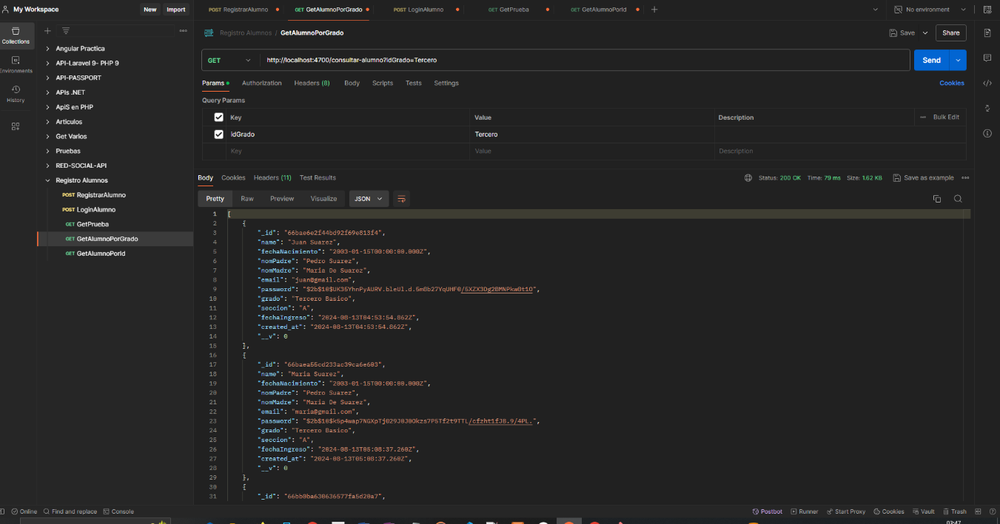 My Workspace
New
Import
POST RegistrarAlumno
GET GetAlumnoPorGrado
POST LoginAlumno
GET GetPrueba
GET GetAlumnoPorId
No environment
Collections
Environments
History
Angular Practica
API-Laravel 9- PHP 9
API-PASSPORT
APIs .NET
ApiS en PHP
Articulos
Get Varios
Pruebas
RED-SOCIAL-API
Registro Alumnos
POST RegistrarAlumno
POST LoginAlumno
GET GetPrueba
GET GetAlumnoPorGrado
GET GetAlumnoPorId
HTTP
Registro Alumnos / GetAlumnoPorGrado
Save
Share
GET
http://localhost:4700/consultar-alumno?idGrado=Tercero
Send
Params
Authorization
Headers (8)
Body
Scripts
Tests
Settings
Cookies
Query Params
Key Value Description
Bulk Edit
idGrado Tercero
Key Value Description
Body Cookies Headers (11) Test Results
Status: 200 OK Time: 79 ms Size: 1.62 KB
Save as example
Pretty Raw Preview Visualize JSON
1 [
2 {
3 "_id": "66bae6e2f44bd92f69e813f4",
4 "name": "Juan Suarez",
5 "fechaNacimiento": "2003-01-15T00:00:00.000Z",
6 "nomPadre": "Pedro Suarez",
7 "nomMadre": "Maria De Suarez",
8 "email": "juan@gmail.com",
9 "password": "$2b$10$UK35YhnPyAURV.bleUl.d.5m8b27YqUHF0/5XZX3Dg2BMNPkw8t1O",
10 "grado": "Tercero Basico",
11 "seccion": "A",
12 "fechaIngreso": "2024-08-13T04:53:54.862Z",
13 "created_at": "2024-08-13T04:53:54.862Z",
14 "__v": 0
15 },
16 {
17 "_id": "66baea55cd233ac39ca6e603",
18 "name": "Maria Suarez",
19 "fechaNacimiento": "2003-01-15T00:00:00.000Z",
20 "nomPadre": "Pedro Suarez",
21 "nomMadre": "Maria De Suarez",
22 "email": "maria@gmail.com",
23 "password": "$2b$10$kSp4wap7NGXpTj029J8J0Okzs7P5Tf2t9TTL/cfzht1fJ8.9/4PL.",
24 "grado": "Tercero Basico",
25 "seccion": "A",
26 "fechaIngreso": "2024-08-13T05:08:37.260Z",
27 "created_at": "2024-08-13T05:08:37.260Z",
28 "__v": 0
29 },
30 {
31 "_id": "66bb0ba630636577fa5d20a7",
Online
Find and replace
Console
Postbot
Runner
Start Proxy
Cookies
Vault
Trash
03:47